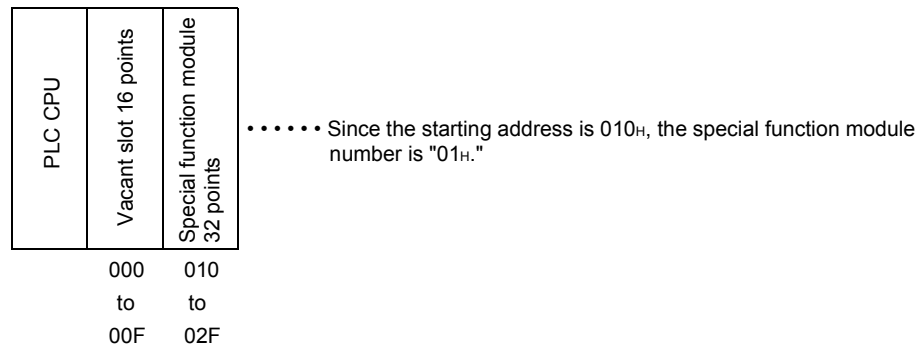 PLC CPU
Vacant slot 16 points
Special function module
32 points
•••••• Since the starting address is 010H, the special function module
number is "01H."
000 010
to to
00F 02F